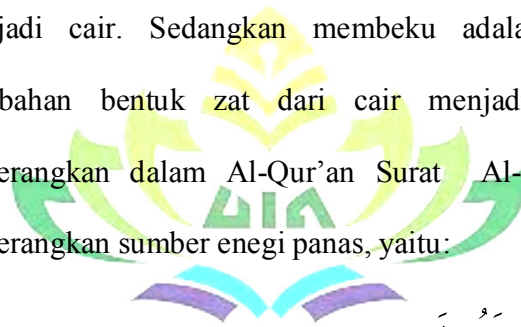 jadi cair. Sedangkan membeku adala
bahan bentuk zat dari cair menjadi
erangkan dalam Al-Qur’an Surat Al-
erangkan sumber enegi panas, yaitu: